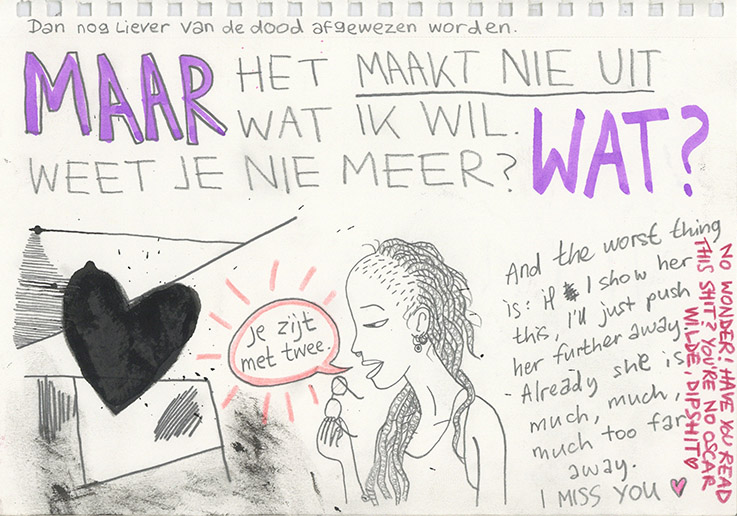 Dan nog Liever van de dood afgewezen worden.
MAAR HET MAAKT NIE UIT
WAT IK WIL. WAT?
WEET JE NIE MEER?
je zijt
met twee.
And the worst thing
is: if I show her
this, I'll just push
her further away.
- Already she is
much, much,
much too far
away.
I MISS YOU ♥
NO WONDER! HAVE YOU READ
THIS SHIT? YOU'RE NO OSCAR
WILDE, DIPSHIT ♥